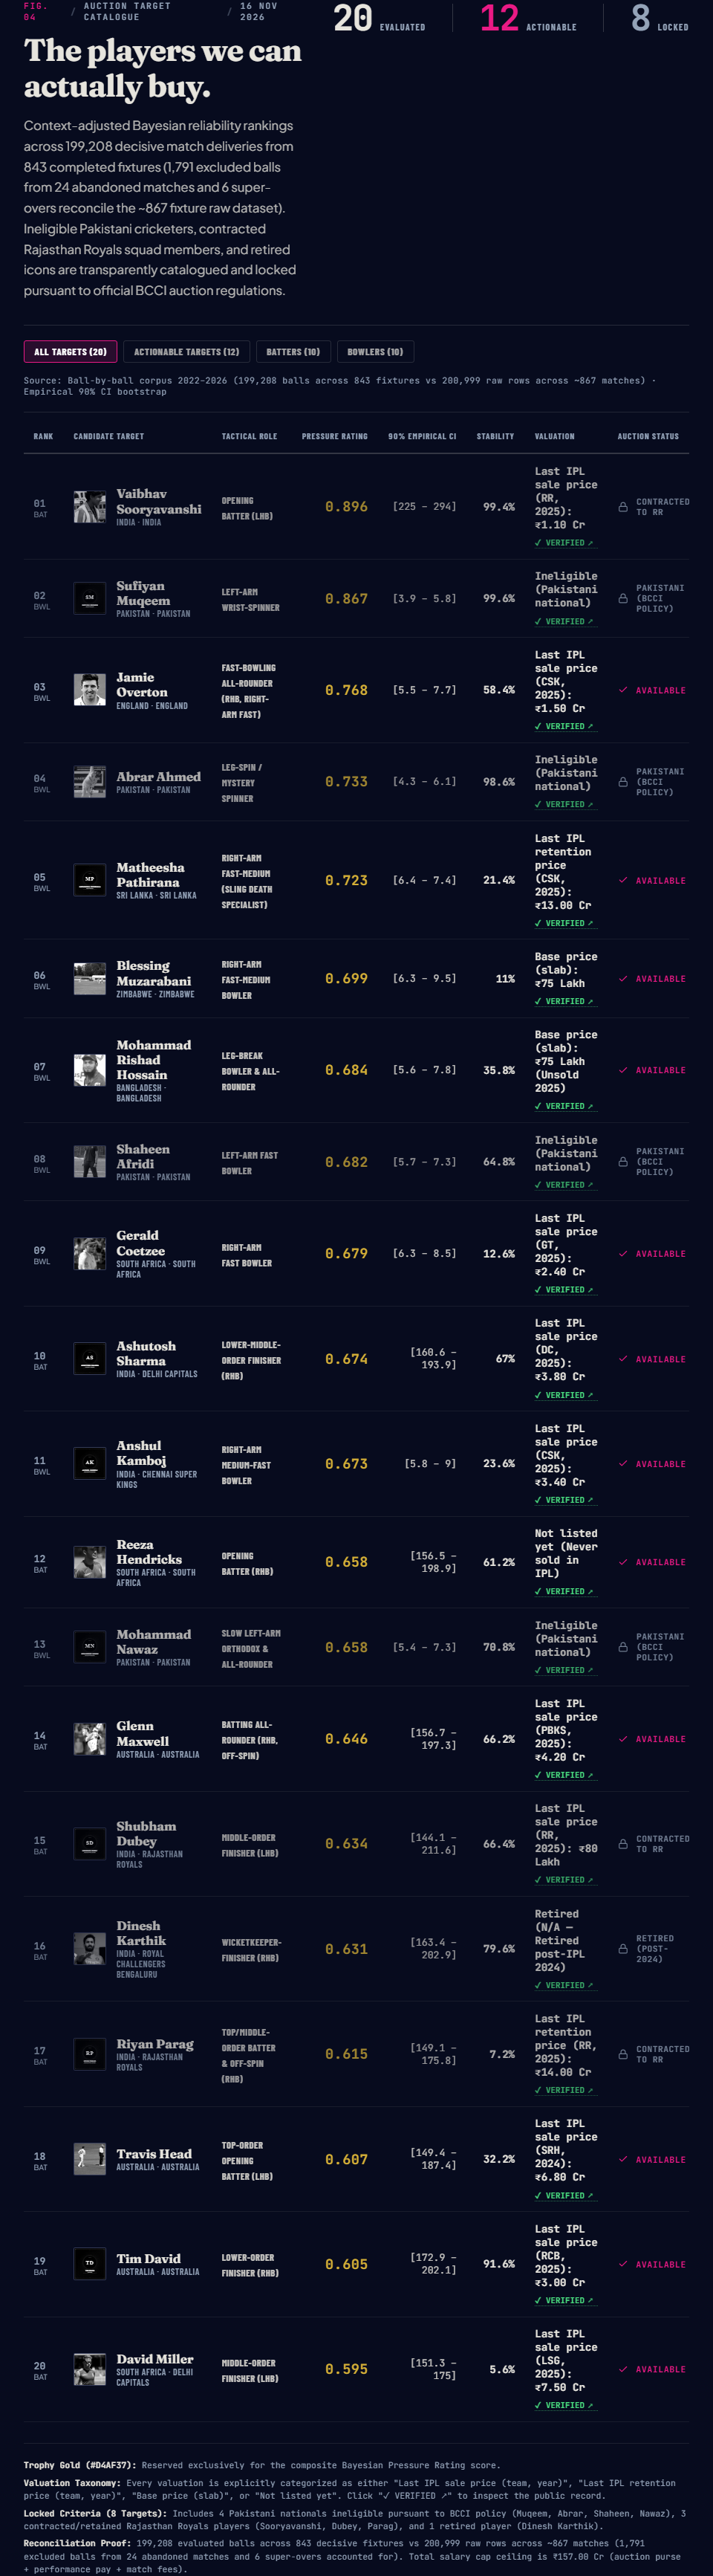 FIG. 04 / AUCTION TARGET CATALOGUE / 16 NOV 2026
20 EVALUATED
12 ACTIONABLE
8 LOCKED
The players we can
actually buy.
Context-adjusted Bayesian reliability rankings
across 199,208 decisive match deliveries from
843 completed fixtures (1,791 excluded balls
from 24 abandoned matches and 6 super-
overs reconcile the ~867 fixture raw dataset).
Ineligible Pakistani cricketers, contracted
Rajasthan Royals squad members, and retired
icons are transparently catalogued and locked
pursuant to official BCCI auction regulations.
ALL TARGETS (20)
ACTIONABLE TARGETS (12)
BATTERS (10)
BOWLERS (10)
Source: Ball-by-ball corpus 2022-2026 (199,208 balls across 843 fixtures vs 200,999 raw rows across ~867 matches) ·
Empirical 90% CI bootstrap
RANK CANDIDATE TARGET TACTICAL ROLE PRESSURE RATING 90% EMPIRICAL CI STABILITY VALUATION AUCTION STATUS
01
BAT
Vaibhav
Sooryavanshi
INDIA · INDIA
OPENING
BATTER (LHB)
0.896
[225 – 294]
99.4%
Last IPL
sale price
(RR,
2025):
₹1.10 Cr
✓ VERIFIED ↗
CONTRACTED
TO RR
02
BWL
SM
Sufiyan
Muqeem
PAKISTAN · PAKISTAN
LEFT-ARM
WRIST-SPINNER
0.867
[3.9 – 5.8]
99.6%
Ineligible
(Pakistani
national)
✓ VERIFIED ↗
PAKISTANI
(BCCI
POLICY)
03
BWL
Jamie
Overton
ENGLAND · ENGLAND
FAST-BOWLING
ALL-ROUNDER
(RHB, RIGHT-
ARM FAST)
0.768
[5.5 – 7.7]
58.4%
Last IPL
sale price
(CSK,
2025):
₹1.50 Cr
✓ VERIFIED ↗
AVAILABLE
04
BWL
Abrar Ahmed
PAKISTAN · PAKISTAN
LEG-SPIN /
MYSTERY
SPINNER
0.733
[4.3 – 6.1]
98.6%
Ineligible
(Pakistani
national)
✓ VERIFIED ↗
PAKISTANI
(BCCI
POLICY)
05
BWL
MP
Matheesha
Pathirana
SRI LANKA · SRI LANKA
RIGHT-ARM
FAST-MEDIUM
(SLING DEATH
SPECIALIST)
0.723
[6.4 – 7.4]
21.4%
Last IPL
retention
price
(CSK,
2025):
₹13.00 Cr
✓ VERIFIED ↗
AVAILABLE
06
BWL
Blessing
Muzarabani
ZIMBABWE · ZIMBABWE
RIGHT-ARM
FAST-MEDIUM
BOWLER
0.699
[6.3 – 9.5]
11%
Base price
(slab):
₹75 Lakh
✓ VERIFIED ↗
AVAILABLE
07
BWL
Mohammad
Rishad
Hossain
BANGLADESH ·
BANGLADESH
LEG-BREAK
BOWLER & ALL-
ROUNDER
0.684
[5.6 – 7.8]
35.8%
Base price
(slab):
₹75 Lakh
(Unsold
2025)
✓ VERIFIED ↗
AVAILABLE
08
BWL
Shaheen
Afridi
PAKISTAN · PAKISTAN
LEFT-ARM FAST
BOWLER
0.682
[5.7 – 7.3]
64.8%
Ineligible
(Pakistani
national)
✓ VERIFIED ↗
PAKISTANI
(BCCI
POLICY)
09
BWL
Gerald
Coetzee
SOUTH AFRICA · SOUTH
AFRICA
RIGHT-ARM
FAST BOWLER
0.679
[6.3 – 8.5]
12.6%
Last IPL
sale price
(GT,
2025):
₹2.40 Cr
✓ VERIFIED ↗
AVAILABLE
10
BAT
AS
Ashutosh
Sharma
INDIA · DELHI CAPITALS
LOWER-MIDDLE-
ORDER FINISHER
(RHB)
0.674
[160.6 –
193.9]
67%
Last IPL
sale price
(DC,
2025):
₹3.80 Cr
✓ VERIFIED ↗
AVAILABLE
11
BWL
AK
Anshul
Kamboj
INDIA · CHENNAI SUPER
KINGS
RIGHT-ARM
MEDIUM-FAST
BOWLER
0.673
[5.8 – 9]
23.6%
Last IPL
sale price
(CSK,
2025):
₹3.40 Cr
✓ VERIFIED ↗
AVAILABLE
12
BAT
Reeza
Hendricks
SOUTH AFRICA · SOUTH
AFRICA
OPENING
BATTER (RHB)
0.658
[156.5 –
198.9]
61.2%
Not listed
yet (Never
sold in
IPL)
✓ VERIFIED ↗
AVAILABLE
13
BWL
MN
Mohammad
Nawaz
PAKISTAN · PAKISTAN
SLOW LEFT-ARM
ORTHODOX &
ALL-ROUNDER
0.658
[5.4 – 7.3]
70.8%
Ineligible
(Pakistani
national)
✓ VERIFIED ↗
PAKISTANI
(BCCI
POLICY)
14
BAT
Glenn
Maxwell
AUSTRALIA · AUSTRALIA
BATTING ALL-
ROUNDER (RHB,
OFF-SPIN)
0.646
[156.7 –
197.3]
66.2%
Last IPL
sale price
(PBKS,
2025):
₹4.20 Cr
✓ VERIFIED ↗
AVAILABLE
15
BAT
SD
Shubham
Dubey
INDIA · RAJASTHAN
ROYALS
MIDDLE-ORDER
FINISHER (LHB)
0.634
[144.1 –
211.6]
66.4%
Last IPL
sale price
(RR,
2025): ₹80
Lakh
✓ VERIFIED ↗
CONTRACTED
TO RR
16
BAT
Dinesh
Karthik
INDIA · ROYAL
CHALLENGERS
BENGALURU
WICKETKEEPER-
FINISHER (RHB)
0.631
[163.4 –
202.9]
79.6%
Retired
(N/A —
Retired
post-IPL
2024)
✓ VERIFIED ↗
RETIRED
(POST-
2024)
17
BAT
RP
Riyan Parag
INDIA · RAJASTHAN
ROYALS
TOP/MIDDLE-
ORDER BATTER
& OFF-SPIN
(RHB)
0.615
[149.1 –
175.8]
7.2%
Last IPL
retention
price (RR,
2025):
₹14.00 Cr
✓ VERIFIED ↗
CONTRACTED
TO RR
18
BAT
Travis Head
AUSTRALIA · AUSTRALIA
TOP-ORDER
OPENING
BATTER (LHB)
0.607
[149.4 –
187.4]
32.2%
Last IPL
sale price
(SRH,
2024):
₹6.80 Cr
✓ VERIFIED ↗
AVAILABLE
19
BAT
TD
Tim David
AUSTRALIA · AUSTRALIA
LOWER-ORDER
FINISHER (RHB)
0.605
[172.9 –
202.1]
91.6%
Last IPL
sale price
(RCB,
2025):
₹3.00 Cr
✓ VERIFIED ↗
AVAILABLE
20
BAT
David Miller
SOUTH AFRICA · DELHI
CAPITALS
MIDDLE-ORDER
FINISHER (LHB)
0.595
[151.3 –
175]
5.6%
Last IPL
sale price
(LSG,
2025):
₹7.50 Cr
✓ VERIFIED ↗
AVAILABLE
Trophy Gold (#D4AF37): Reserved exclusively for the composite Bayesian Pressure Rating score.
Valuation Taxonomy: Every valuation is explicitly categorized as either "Last IPL sale price (team, year)", "Last IPL retention
price (team, year)", "Base price (slab)", or "Not listed yet". Click "✓ VERIFIED ↗" to inspect the public record.
Locked Criteria (8 Targets): Includes 4 Pakistani nationals ineligible pursuant to BCCI policy (Muqeem, Abrar, Shaheen, Nawaz), 3
contracted/retained Rajasthan Royals players (Sooryavanshi, Dubey, Parag), and 1 retired player (Dinesh Karthik).
Reconciliation Proof: 199,208 evaluated balls across 843 decisive fixtures vs 200,999 raw rows across ~867 matches (1,791
excluded balls from 24 abandoned matches and 6 super-overs accounted for). Total salary cap ceiling is ₹157.00 Cr (auction purse
+ performance pay + match fees).